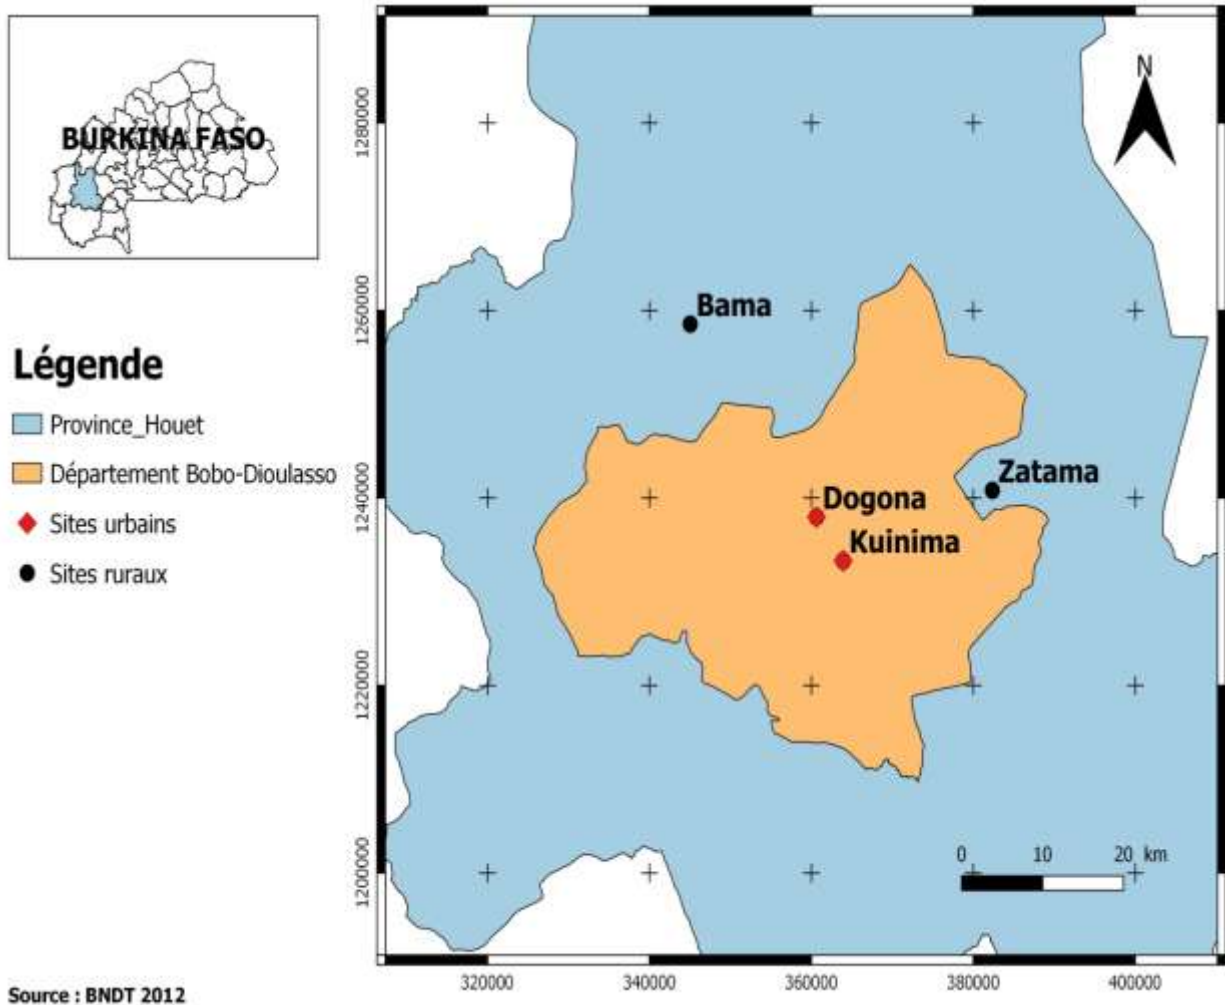 BURKINA FASO
Légende
Province_Houet
Département Bobo-Dioulasso
Sites urbains
Sites ruraux
Source : BNDT 2012
N
1280000
1260000
1240000
1220000
1200000
Bama
Zatama
Dogona
Kuinima
0 10 20 km
320000 340000 360000 380000 400000